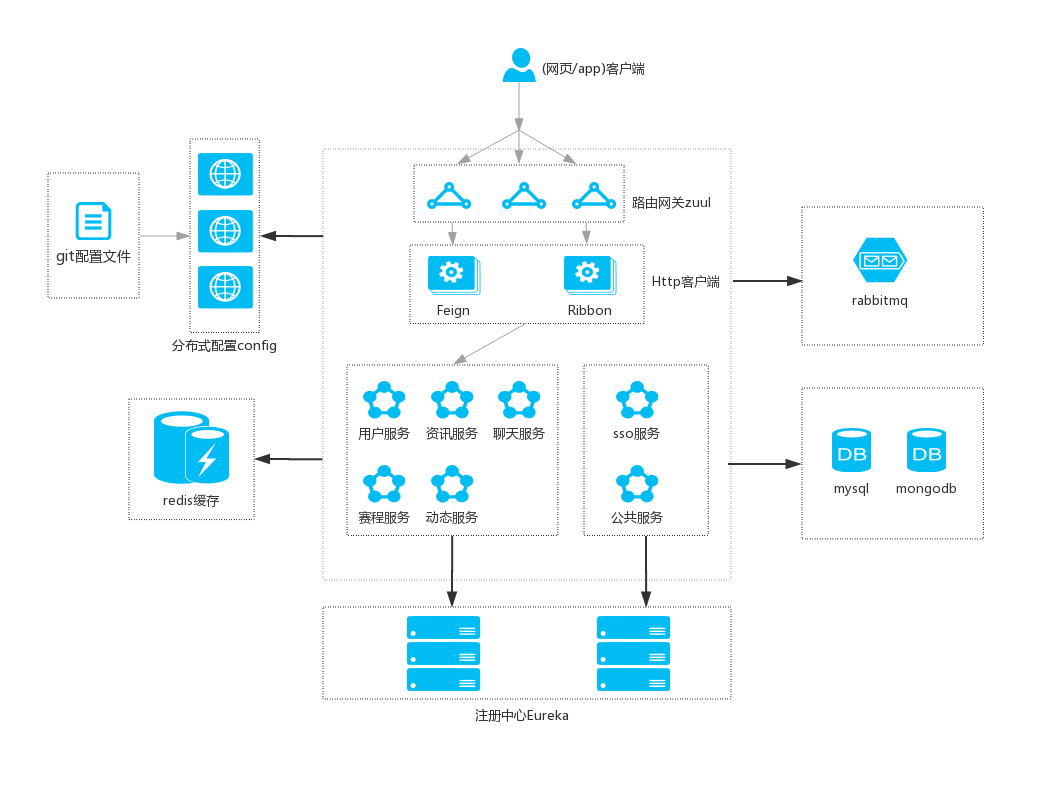 (网页/app)客户端
路由网关zuul
git配置文件
Http客户端
rabbitmq
Feign
Ribbon
分布式配置config
用户服务
资讯服务
聊天服务
sso服务
redis缓存
DB
DB
mysql
mongodb
赛程服务
动态服务
公共服务
注册中心Eureka